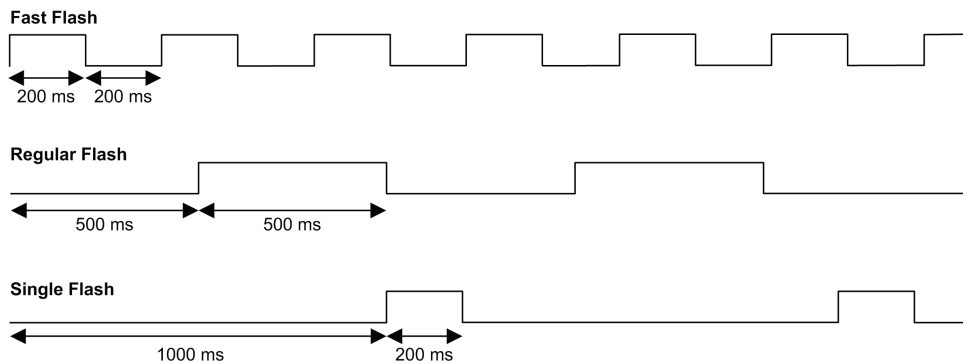 Fast Flash
200 ms 200 ms
Regular Flash
500 ms 500 ms
Single Flash
1000 ms 200 ms